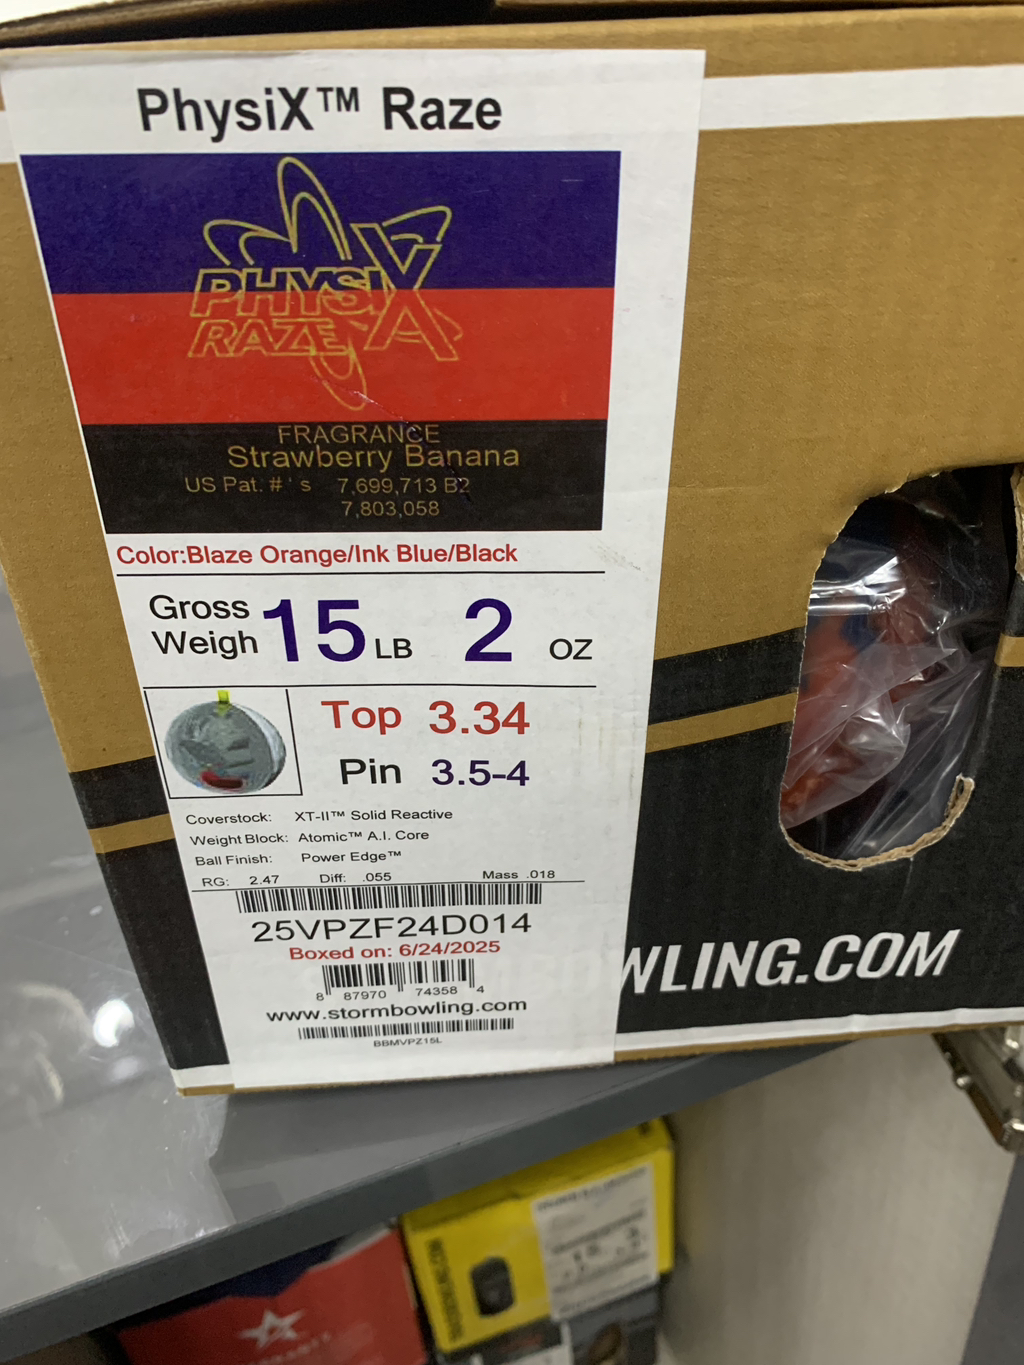 PhysiX™ Raze
PHYSIX
RAZE
FRAGRANCE
Strawberry Banana
US Pat. #'s 7,699,713 B2
7,803,058
Color:Blaze Orange/Ink Blue/Black
Gross
Weigh 15 LB 2 OZ
Top 3.34
Pin 3.5-4
Coverstock: XT-II™ Solid Reactive
Weight Block: Atomic™ A.I. Core
Ball Finish: Power Edge™
RG: 2.47 Diff: .055 Mass .018
25VPZF24D014
Boxed on: 6/24/2025
8 87970 74358 4
www.stormbowling.com
BBMVPZ15L
WLING.COM